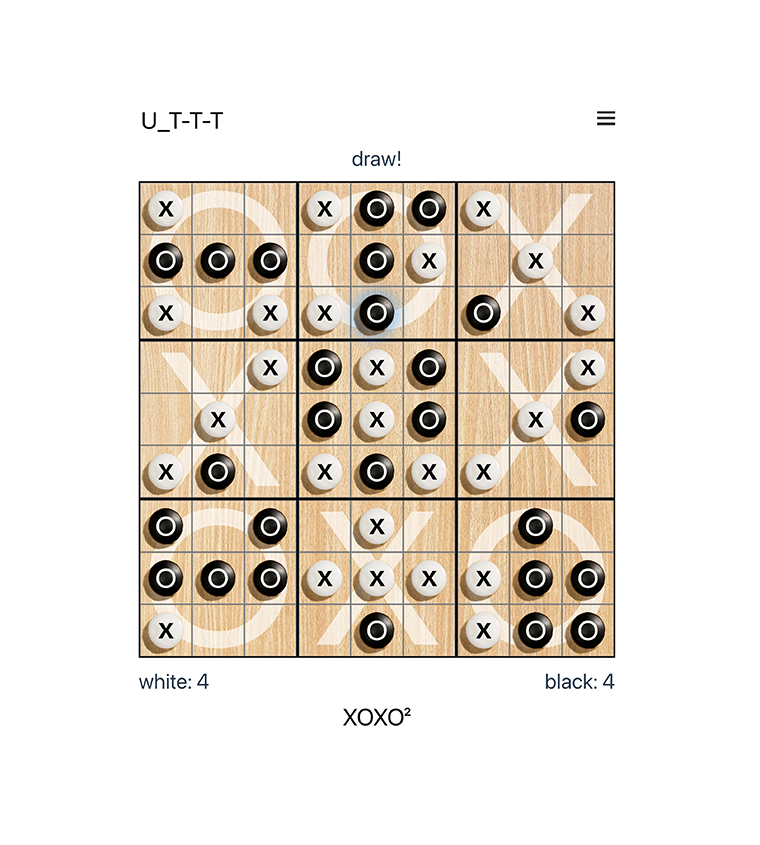 U_T-T-T
draw!
X O O X O O X
O O O O X X
X X X O O X
X O X O X
X O X O X O
X O X O X X
O O X O
O O O X X X X O O
X O X O O
white: 4 black: 4
XOXO²